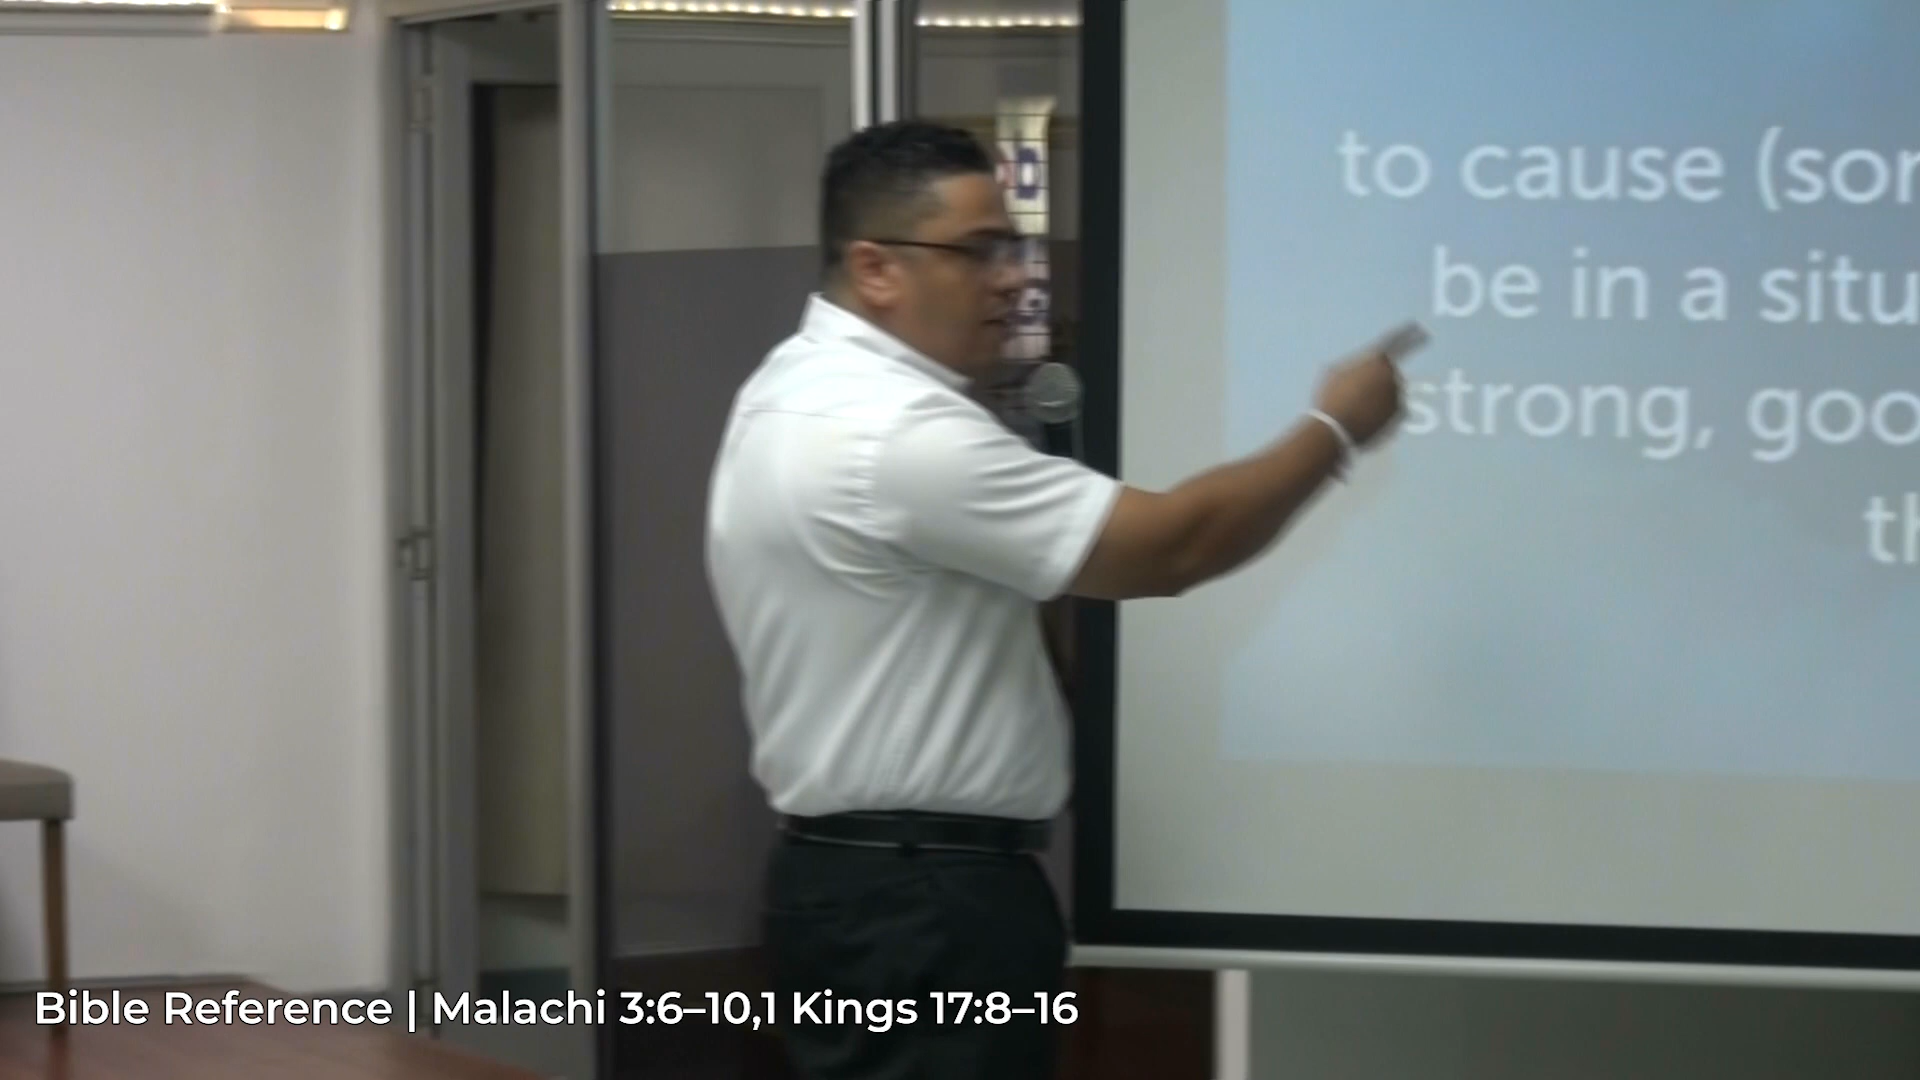 to cause (som
be in a situ
strong, goo
th
Bible Reference | Malachi 3:6–10,1 Kings 17:8–16